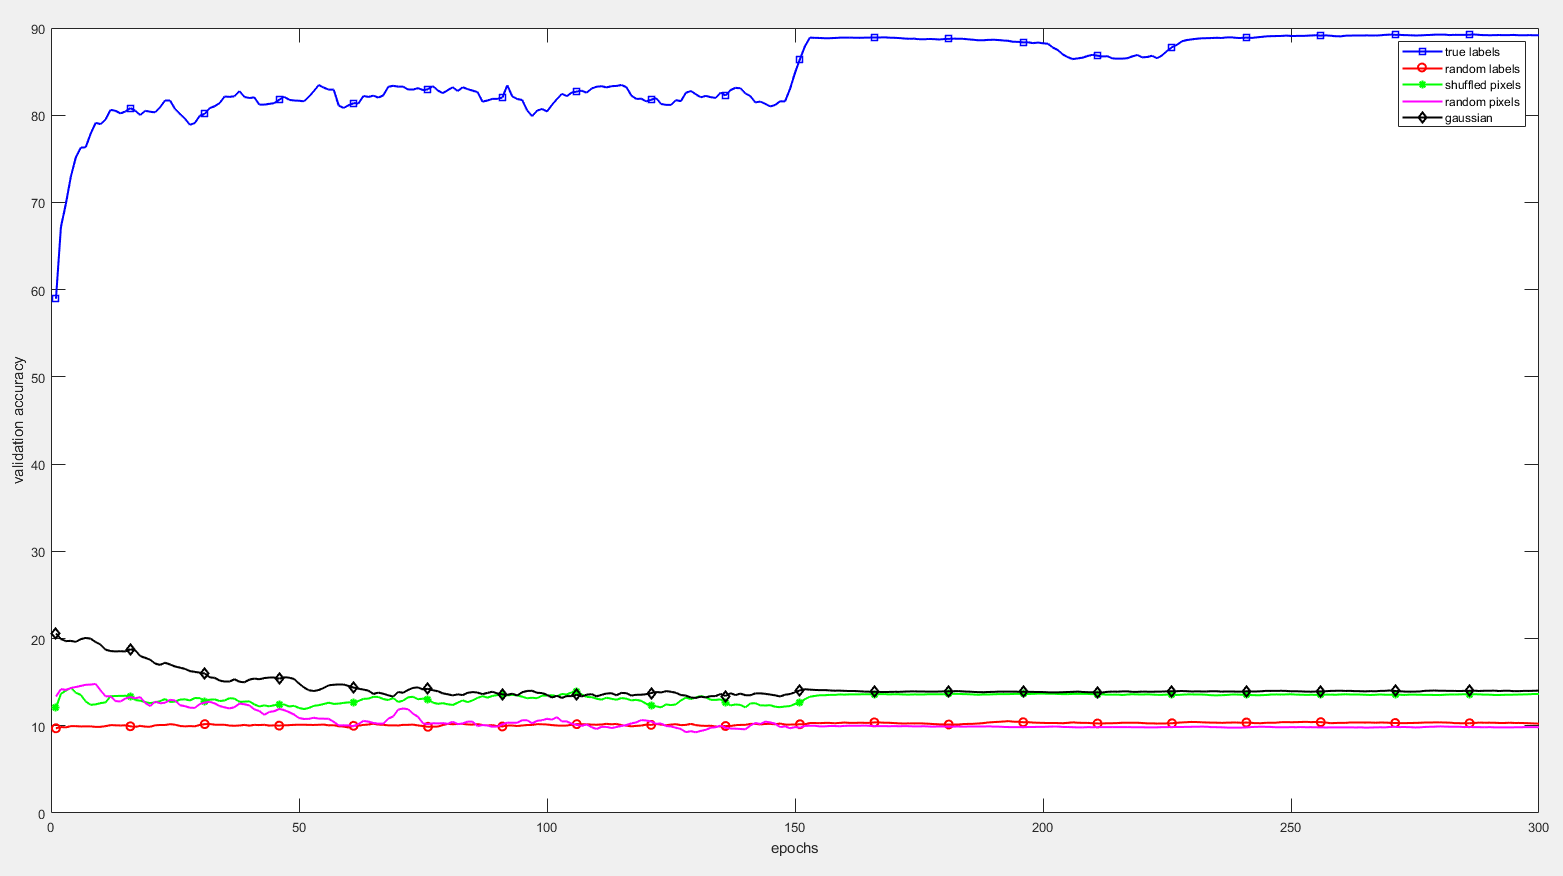 90
80
70
60
50
40
30
20
10
0
validation accuracy
true labels
random labels
shuffled pixels
random pixels
gaussian
0 50 100 150 200 250 300
epochs